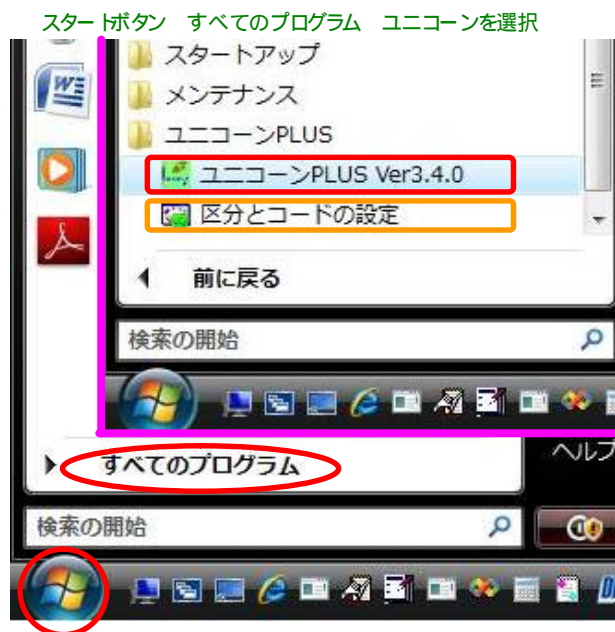 スタートボタン　すべてのプログラム　ユニコーンを選択
スタートアップ
メンテナンス
ユニコーンPLUS
ユニコーンPLUS Ver3.4.0
区分とコードの設定
前に戻る
検索の開始
すべてのプログラム
ヘルプ
検索の開始